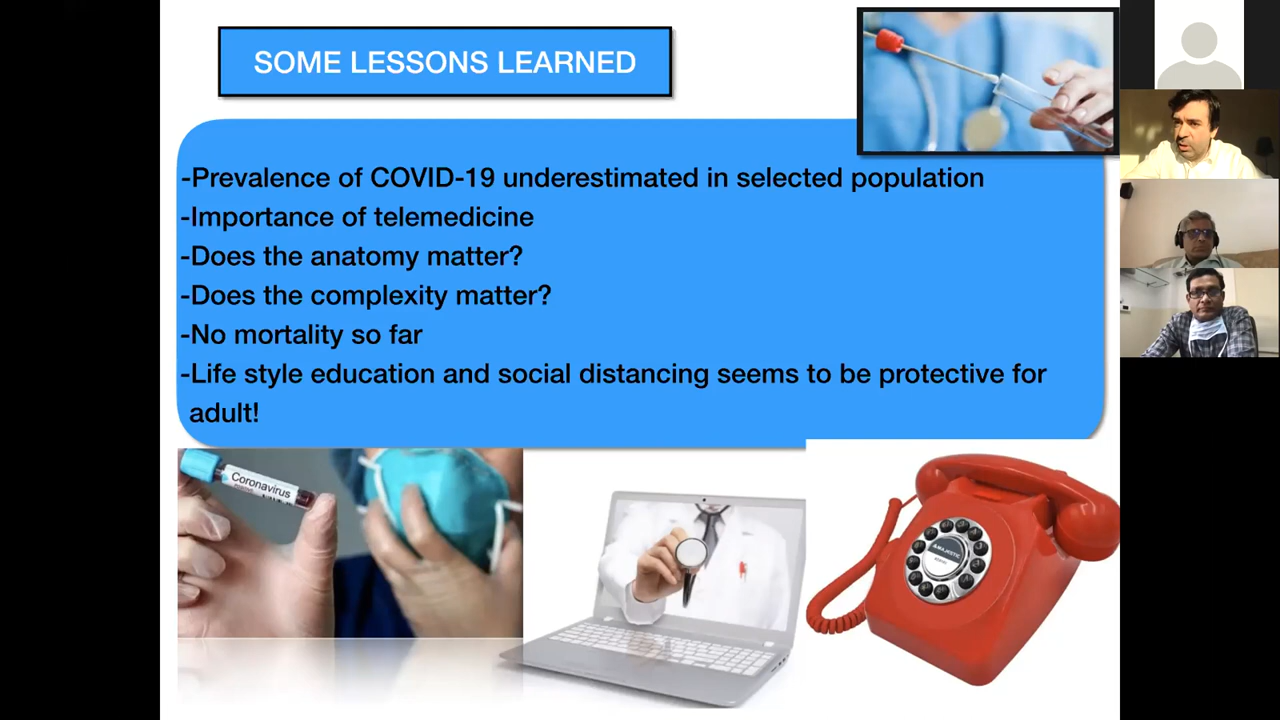 SOME LESSONS LEARNED
-Prevalence of COVID-19 underestimated in selected population
-Importance of telemedicine
-Does the anatomy matter?
-Does the complexity matter?
-No mortality so far
-Life style education and social distancing seems to be protective for
adult!
Coronavirus
MAJESTIC